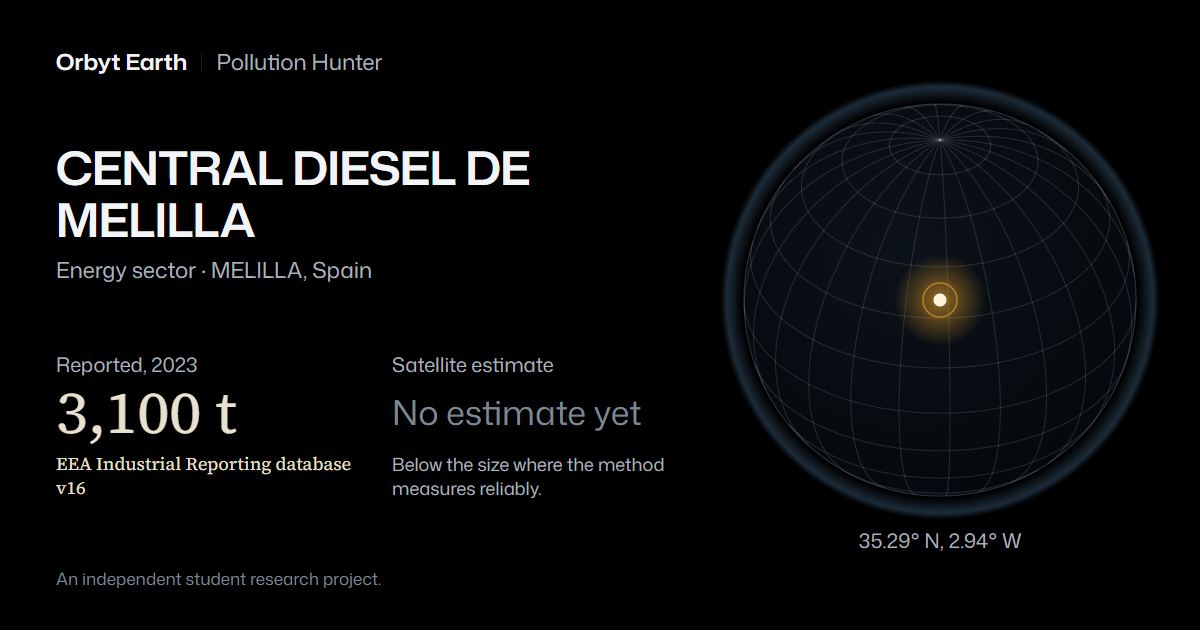 Orbyt Earth | Pollution Hunter
CENTRAL DIESEL DE
MELILLA
Energy sector · MELILLA, Spain
Reported, 2023
3,100 t
EEA Industrial Reporting database
v16
Satellite estimate
No estimate yet
Below the size where the method
measures reliably.
35.29° N, 2.94° W
An independent student research project.